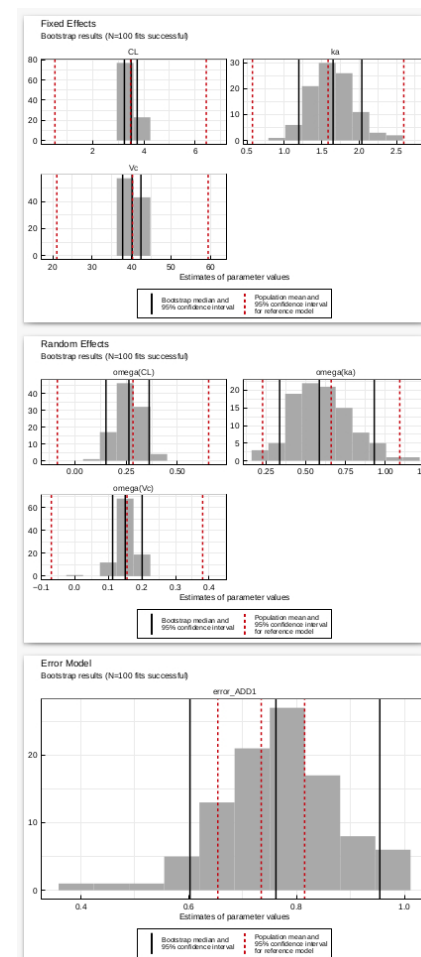 Fixed Effects
Bootstrap results (N=100 fits successful)
CL
ka
80
60
40
20
0
2
4
6
30
20
10
0
0.5
1.0
1.5
2.0
2.5
Vc
40
20
0
20
30
40
50
60
Estimates of parameter values
Bootstrap median and
95% confidence interval
Population mean and
95% confidence interval
for reference model
Random Effects
Bootstrap results (N=100 fits successful)
omega(CL)
omega(ka)
40
30
20
10
0
0.00
0.25
0.50
20
15
10
5
0
0.25
0.50
0.75
1.00
omega(Vc)
60
40
20
0
−0.1
0.0
0.1
0.2
0.3
0.4
Estimates of parameter values
Bootstrap median and
95% confidence interval
Population mean and
95% confidence interval
for reference model
Error Model
Bootstrap results (N=100 fits successful)
error_ADD1
20
10
0
0.4
0.6
0.8
1.0
Estimates of parameter values
Bootstrap median and
95% confidence interval
Population mean and
95% confidence interval
for reference model